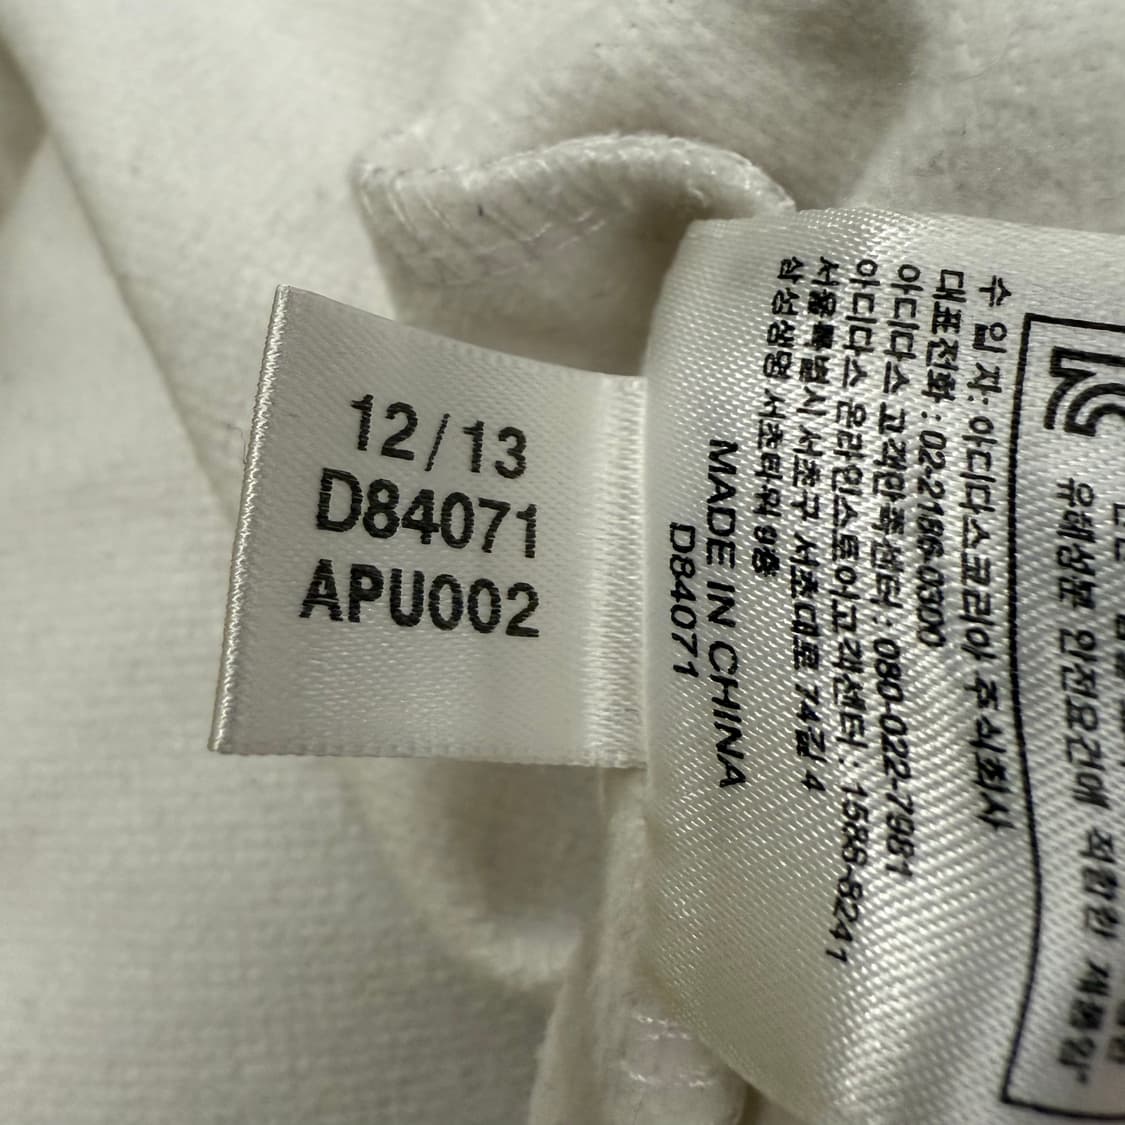 12/13
D84071
APU002
유해성분 안전요건에 적합한 제품임"
수 입 자: 아디다스코리아 주식회사
대표전화 : 02-2186-0300
아디다스 고객만족센터 : 080-022-7981
아디다스 온라인스토어고객센터 : 1586-8241
서울특별시 서초구 서초대로 74길 4
삼성생명 서초타워 9층
MADE IN CHINA
D84071